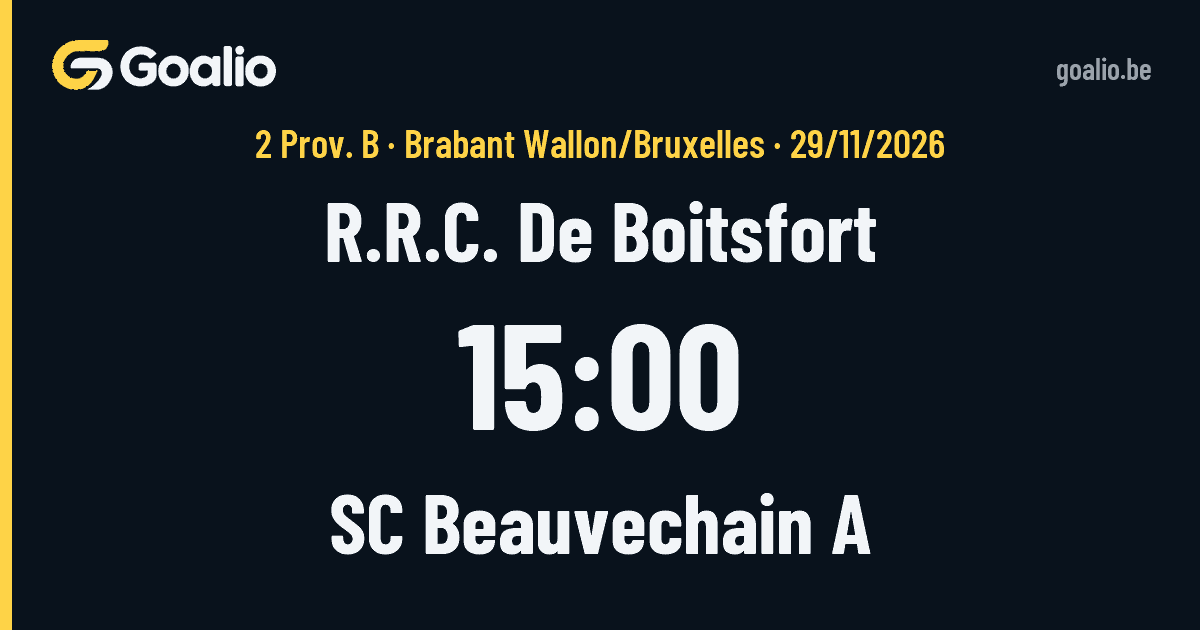 Goalio
goalio.be
2 Prov. B · Brabant Wallon/Bruxelles · 29/11/2026
R.R.C. De Boitsfort
15:00
SC Beauvechain A